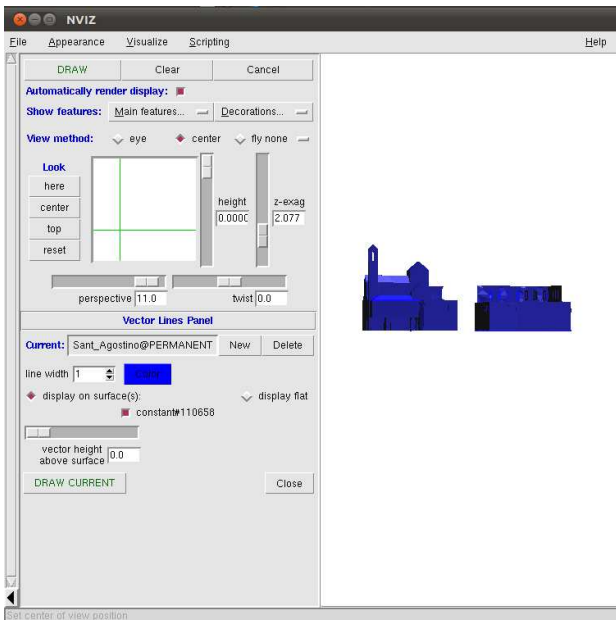 NVIZ
File Appearance Visualize Scripting Help
DRAW Clear Cancel
Automatically render display:
Show features: Main features... Decorations...
View method: eye center fly none
Look
here
center
top
reset
height z-exag
0.000C 2.077
perspective 11.0 twist 0.0
Vector Lines Panel
Current: Sant_Agostino@PERMANENT New Delete
line width 1 Color
display on surface(s): display flat
constant#110658
vector height
above surface 0.0
DRAW CURRENT Close
Set center of view position